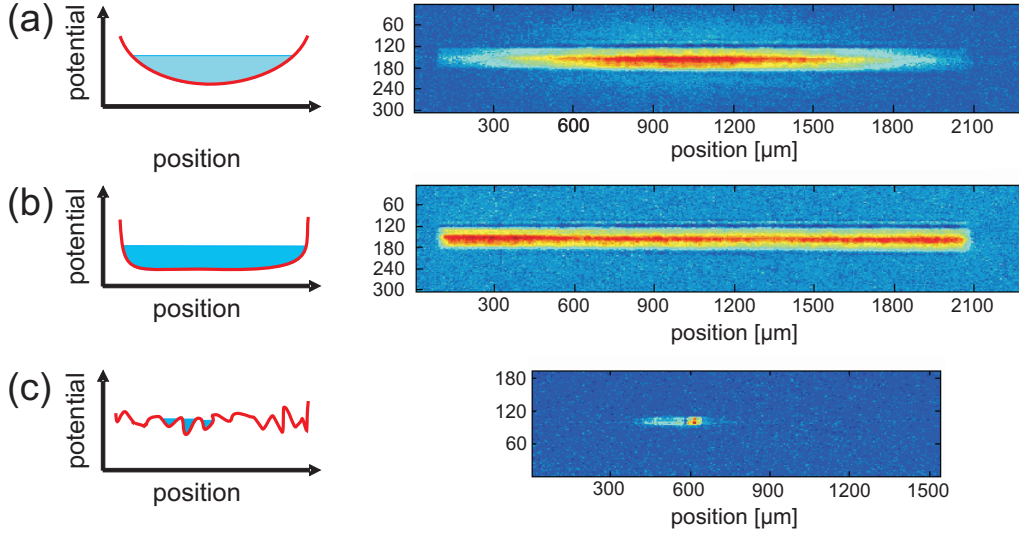 (a)
potential
position
60
120
180
240
300
300 600 900 1200 1500 1800 2100
position [µm]
(b)
potential
position
60
120
180
240
300
300 600 900 1200 1500 1800 2100
position [µm]
(c)
potential
position
180
120
60
300 600 900 1200 1500
position [µm]